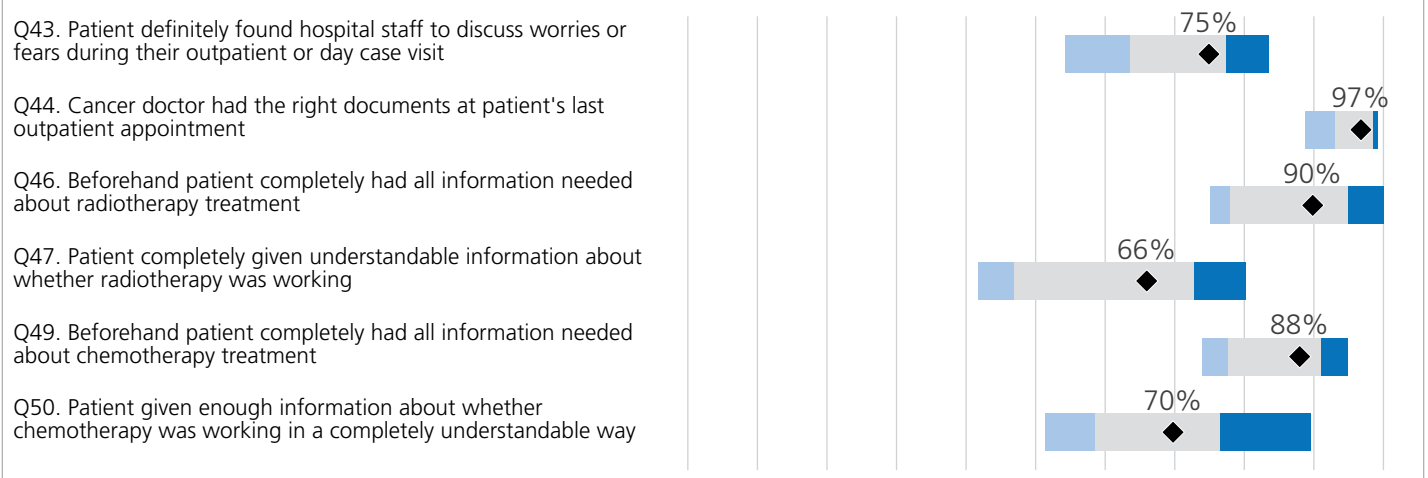 Q43. Patient definitely found hospital staff to discuss worries or
fears during their outpatient or day case visit
75%
Q44. Cancer doctor had the right documents at patient's last
outpatient appointment
97%
Q46. Beforehand patient completely had all information needed
about radiotherapy treatment
90%
Q47. Patient completely given understandable information about
whether radiotherapy was working
66%
Q49. Beforehand patient completely had all information needed
about chemotherapy treatment
88%
Q50. Patient given enough information about whether
chemotherapy was working in a completely understandable way
70%